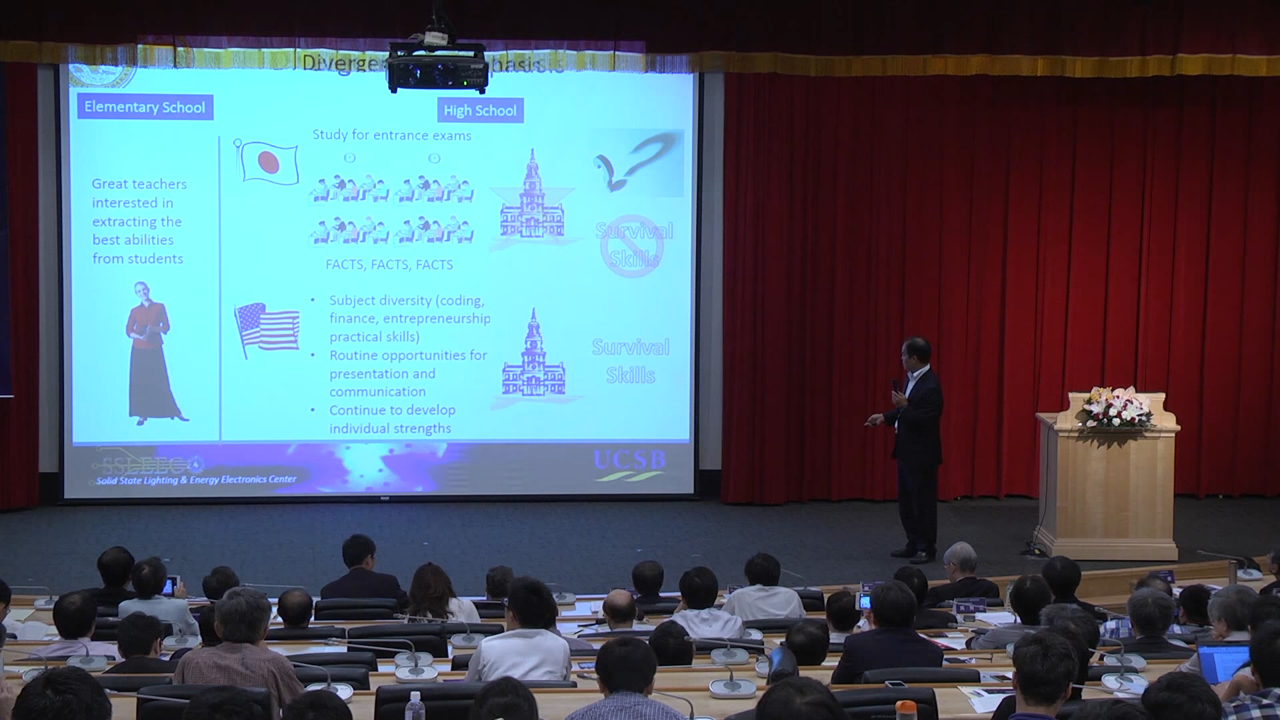 Elementary School
High School
Study for entrance exams
Great teachers
interested in
extracting the
best abilities
from students
FACTS, FACTS, FACTS
Survival
Skills
• Subject diversity (coding,
finance, entrepreneurship
practical skills)
• Routine opportunities for
presentation and
communication
• Continue to develop
individual strengths
Survival
Skills
SSLEEC
Solid State Lighting & Energy Electronics Center
UCSB